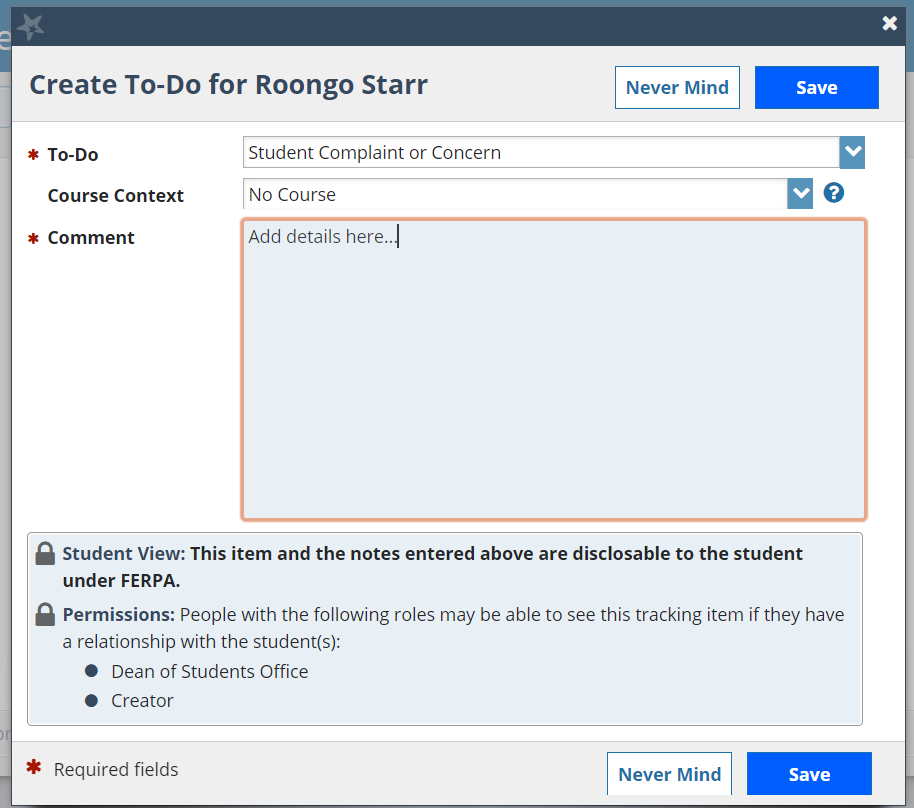 Create To-Do for Roongo Starr
Never Mind
Save
* To-Do
Student Complaint or Concern
Course Context
No Course
?
* Comment
Add details here...
Student View: This item and the notes entered above are disclosable to the student
under FERPA.
Permissions: People with the following roles may be able to see this tracking item if they have
a relationship with the student(s):
● Dean of Students Office
● Creator
* Required fields
Never Mind
Save